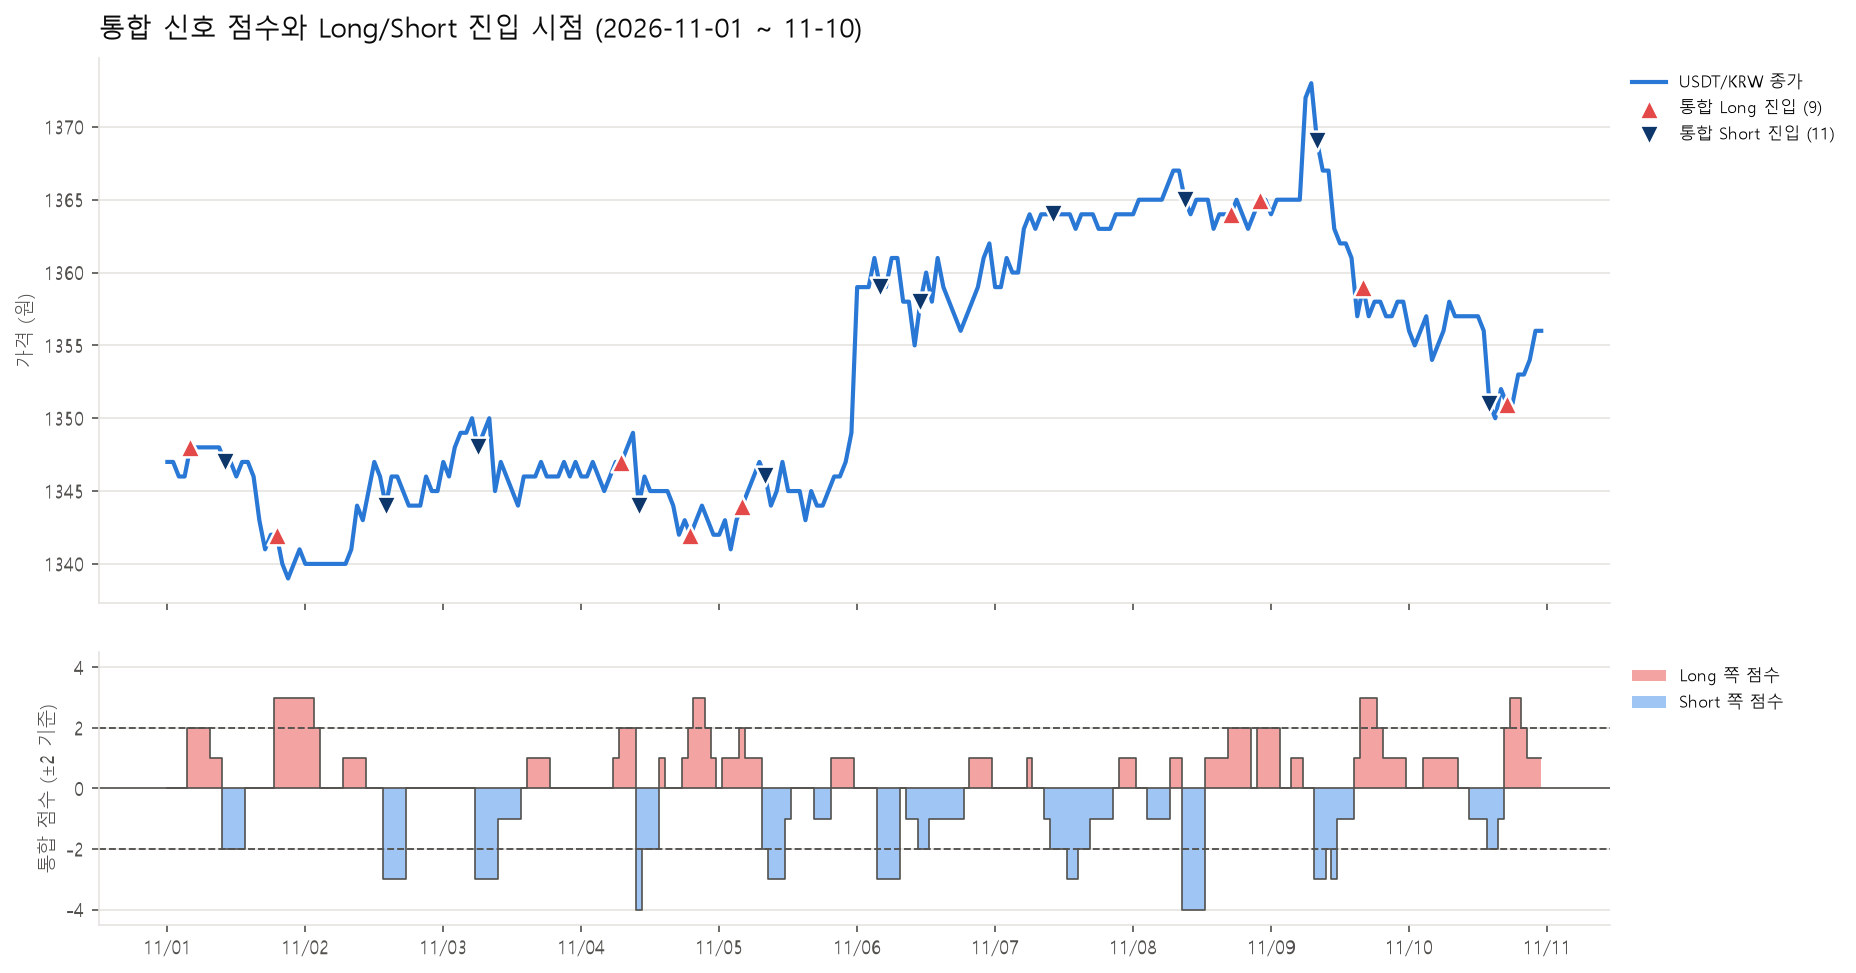 통합 신호 점수와 Long/Short 진입 시점 (2026-11-01 ~ 11-10)
USDT/KRW 종가
통합 Long 진입 (9)
통합 Short 진입 (11)
가격 (원)
1370
1365
1360
1355
1350
1345
1340
Long 쪽 점수
Short 쪽 점수
통합 점수 (±2 기준)
4
2
0
-2
-4
11/01 11/02 11/03 11/04 11/05 11/06 11/07 11/08 11/09 11/10 11/11